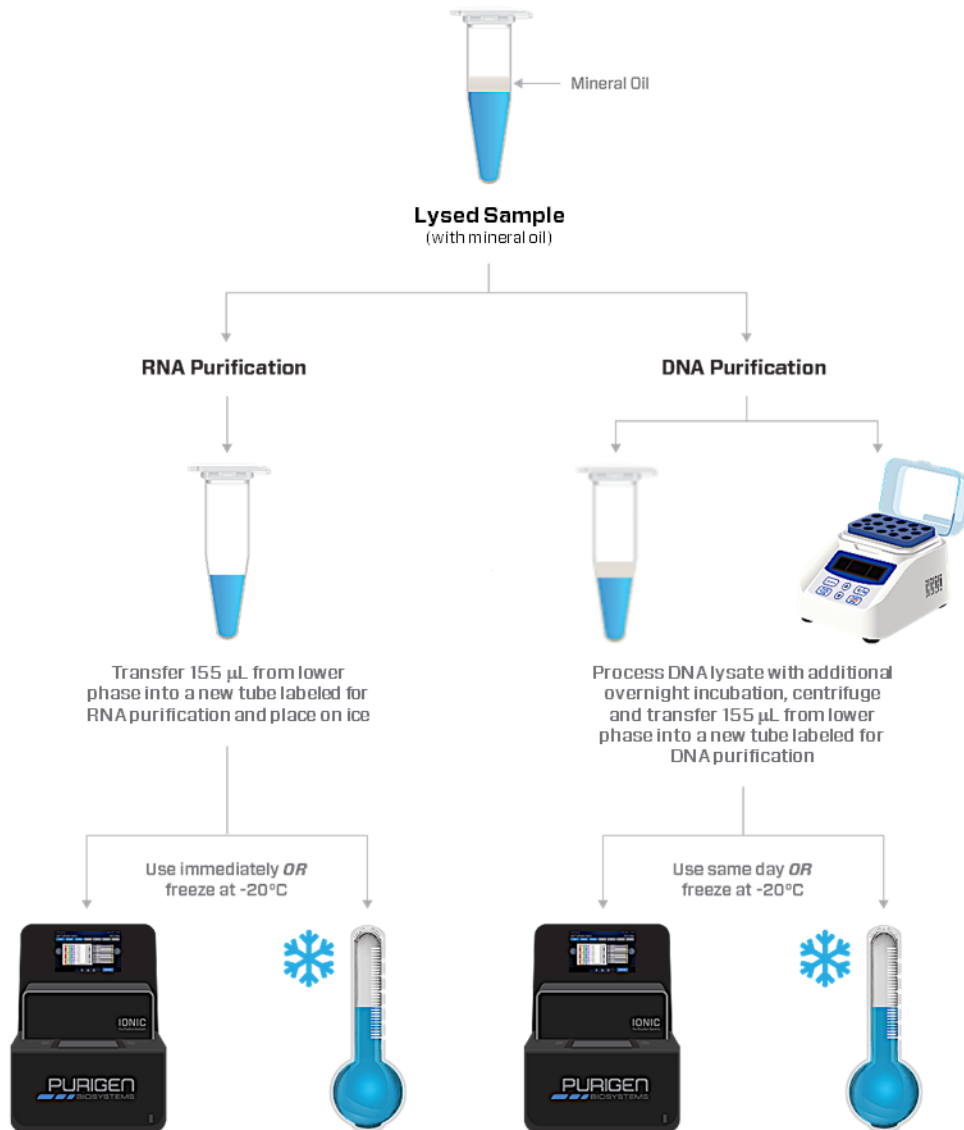 Mineral Oil
Lysed Sample
(with mineral oil)
RNA Purification
DNA Purification
Transfer 155 µL from lower
phase into a new tube labeled for
RNA purification and place on ice
Process DNA lysate with additional
overnight incubation, centrifuge
and transfer 155 µL from lower
phase into a new tube labeled for
DNA purification
Use immediately OR
freeze at -20°C
Use same day OR
freeze at -20°C
IONIC
PURIGEN
BIOSYSTEMS
IONIC
PURIGEN
BIOSYSTEMS